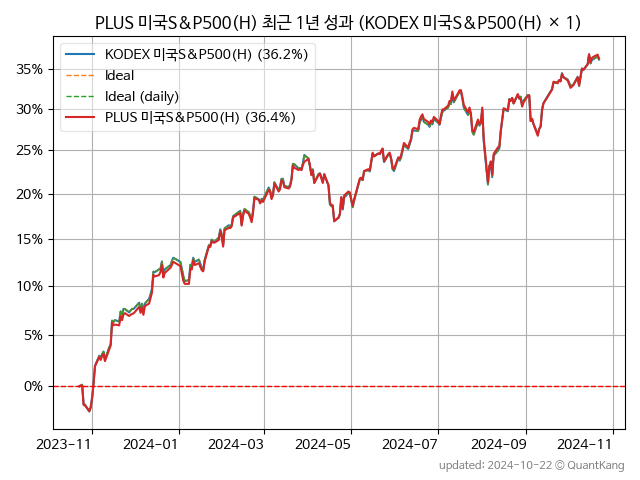 PLUS 미국S&P500(H) 최근 1년 성과 (KODEX 미국S&P500(H) × 1)
KODEX 미국S&P500(H) (36.2%)
Ideal
Ideal (daily)
PLUS 미국S&P500(H) (36.4%)
35%
30%
25%
20%
15%
10%
5%
0%
2023-11 2024-01 2024-03 2024-05 2024-07 2024-09 2024-11
updated: 2024-10-22 © QuantKang